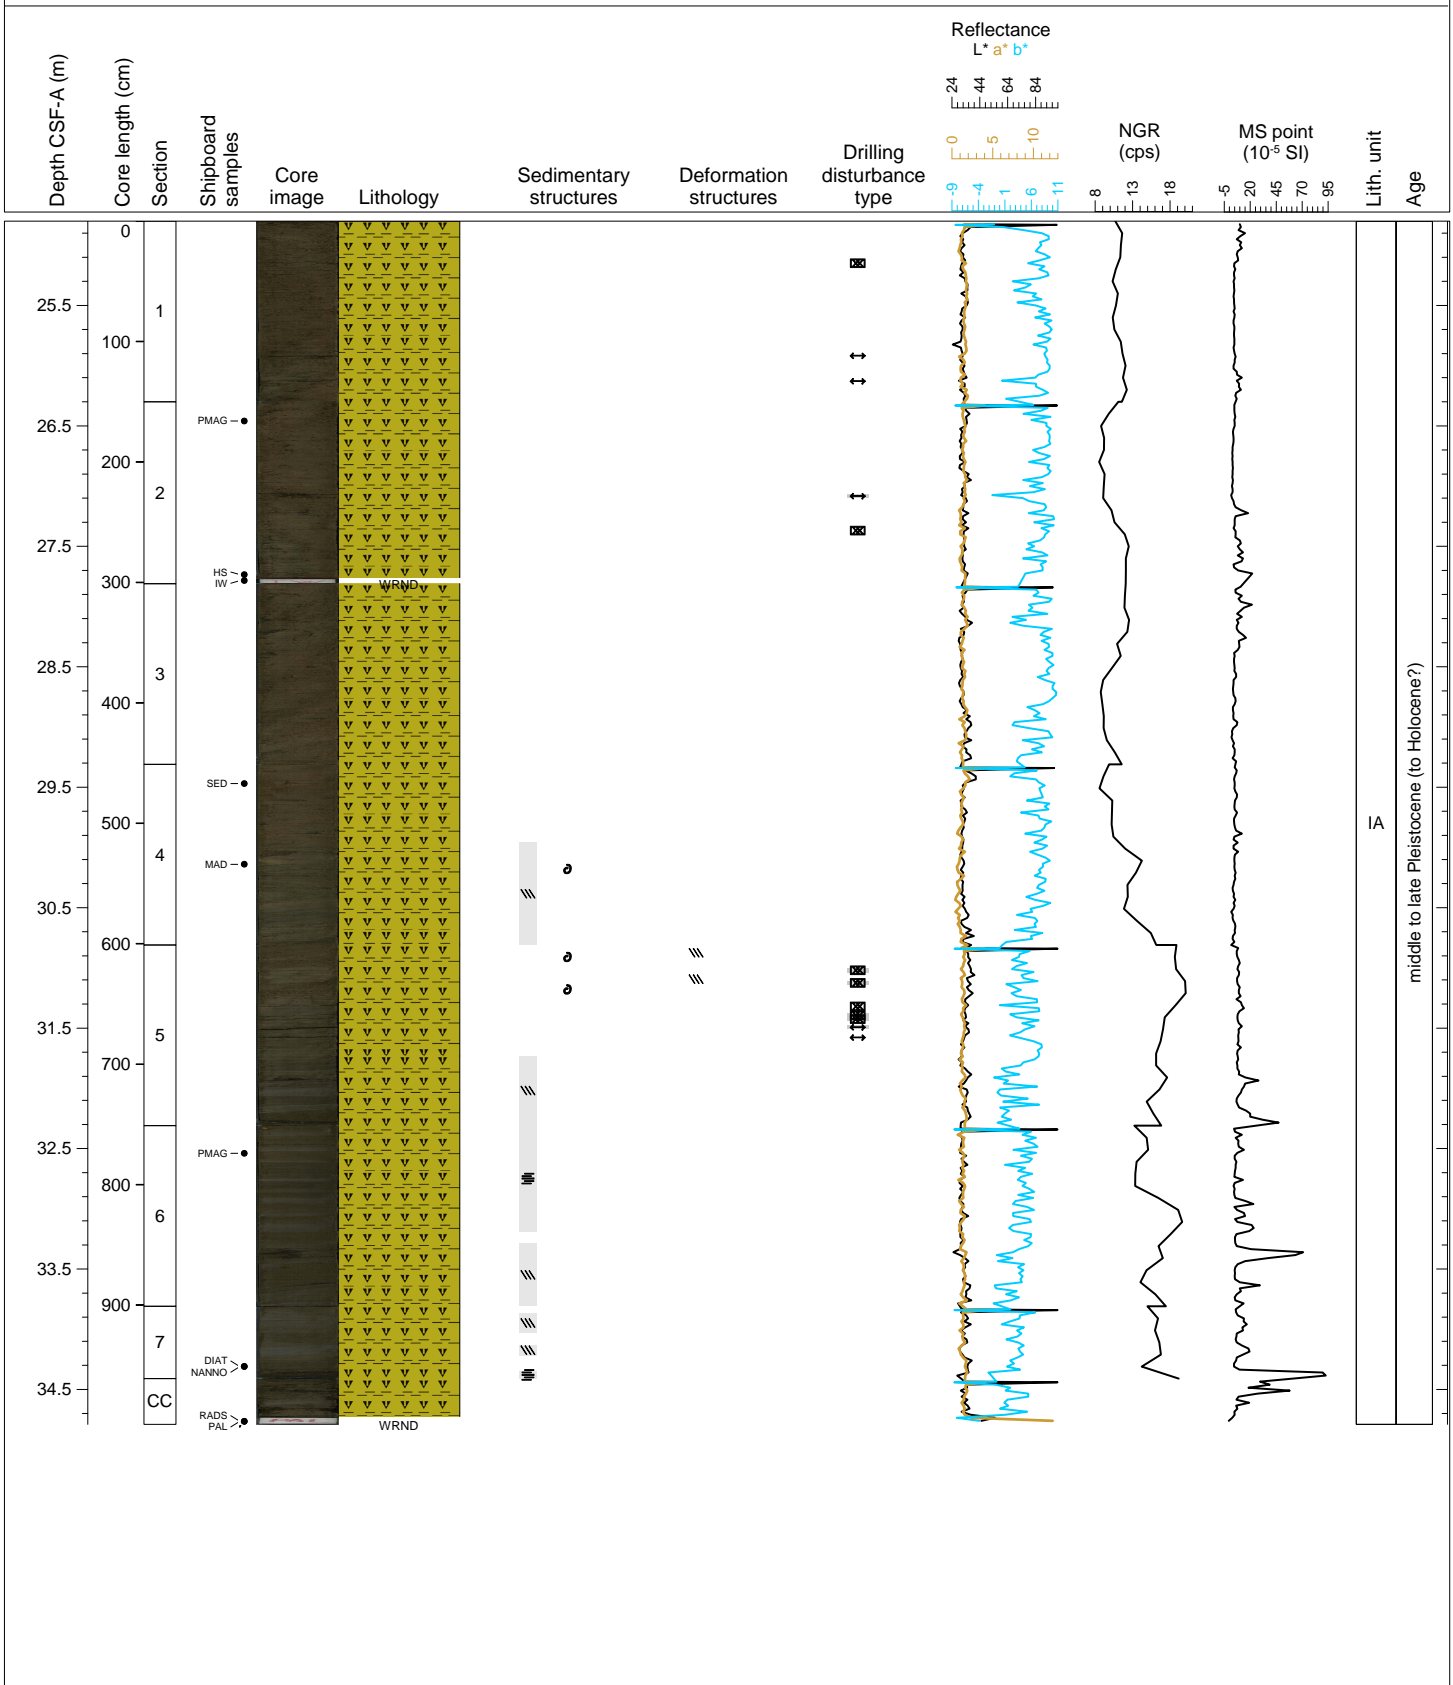 Depth CSF-A (m)
Core length (cm)
Section
Shipboard
samples
Core
image
Lithology
Sedimentary
structures
Deformation
structures
Drilling
disturbance
type
Reflectance
L* a* b*
24 44 64 84
0 5 10
-9 -4 1 6 11
NGR
(cps)
8 13 18
MS point
(10-5 SI)
-5 20 45 70 95
Lith. unit
Age
0
25.5
1
100
26.5
PMAG
200
2
27.5
HS
300
IW
WRND
28.5
3
400
SED
29.5
500
4
MAD
30.5
600
31.5
5
700
32.5
PMAG
800
6
33.5
900
7
DIAT
NANNO
34.5
CC
RADS
PAL
WRND
IA
middle to late Pleistocene (to Holocene?)